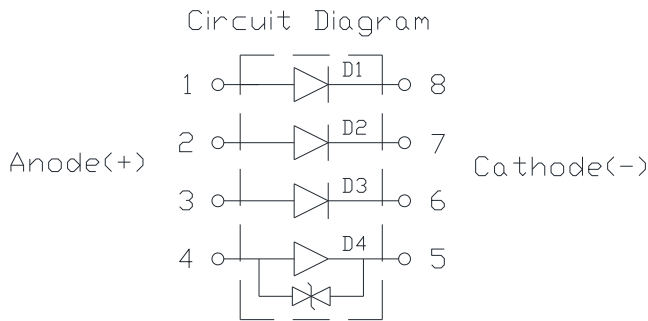 Circuit Diagram
1 D1 8
2 D2 7
Anode(+) Cathode(-)
3 D3 6
4 D4 5